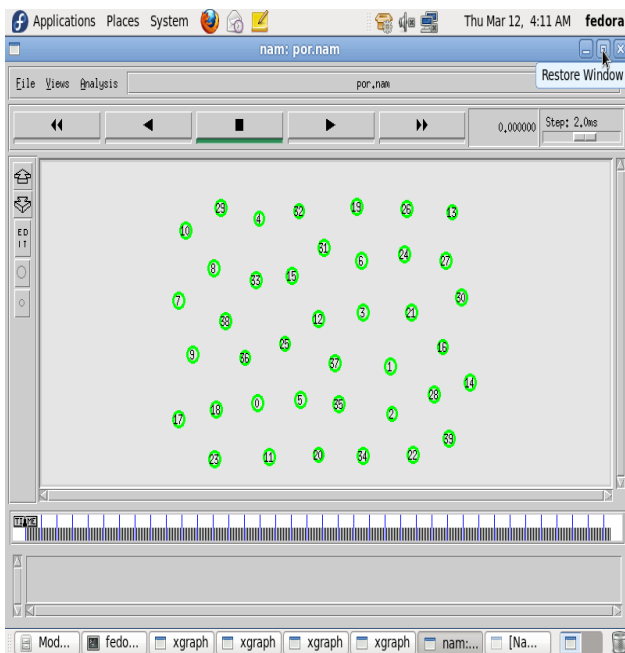 Applications Places System Thu Mar 12, 4:11 AM fedora
nam: por.nam
Restore Window
File Views Analysis por.nam
0.000000 Step: 2.0ms
ED
IT
29 4 32 19 26 13
10
31
8 33 15 6 24 27
7 30
38 12 3 21
9 36 25 37 1 16
14
17 18 0 5 35 2 28
39
23 11 20 34 22
TIME
Mod... fedo... xgraph xgraph xgraph xgraph nam:... [Na...